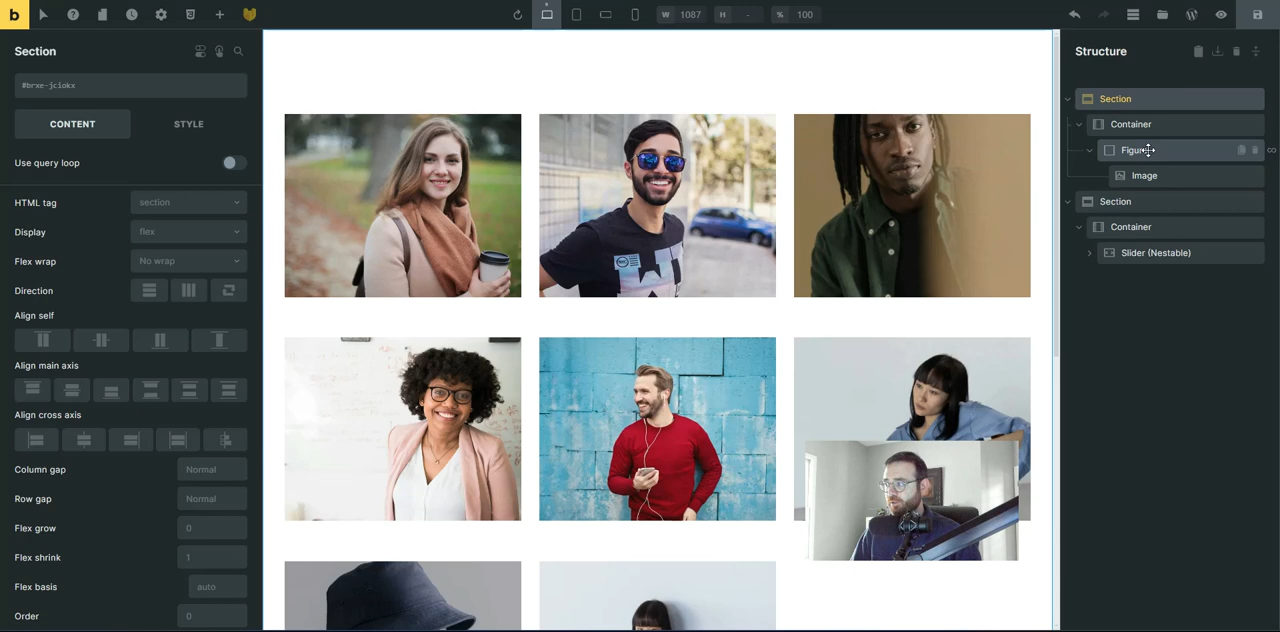 b
W 1087 H - % 100
Section
#brxe-jciokx
CONTENT STYLE
Use query loop
HTML tag section
Display flex
Flex wrap No wrap
Direction
Align self
Align main axis
Align cross axis
Column gap Normal
Row gap Normal
Flex grow 0
Flex shrink 1
Flex basis auto
Order 0
Structure
Section
Container
Figure
Image
Section
Container
Slider (Nestable)